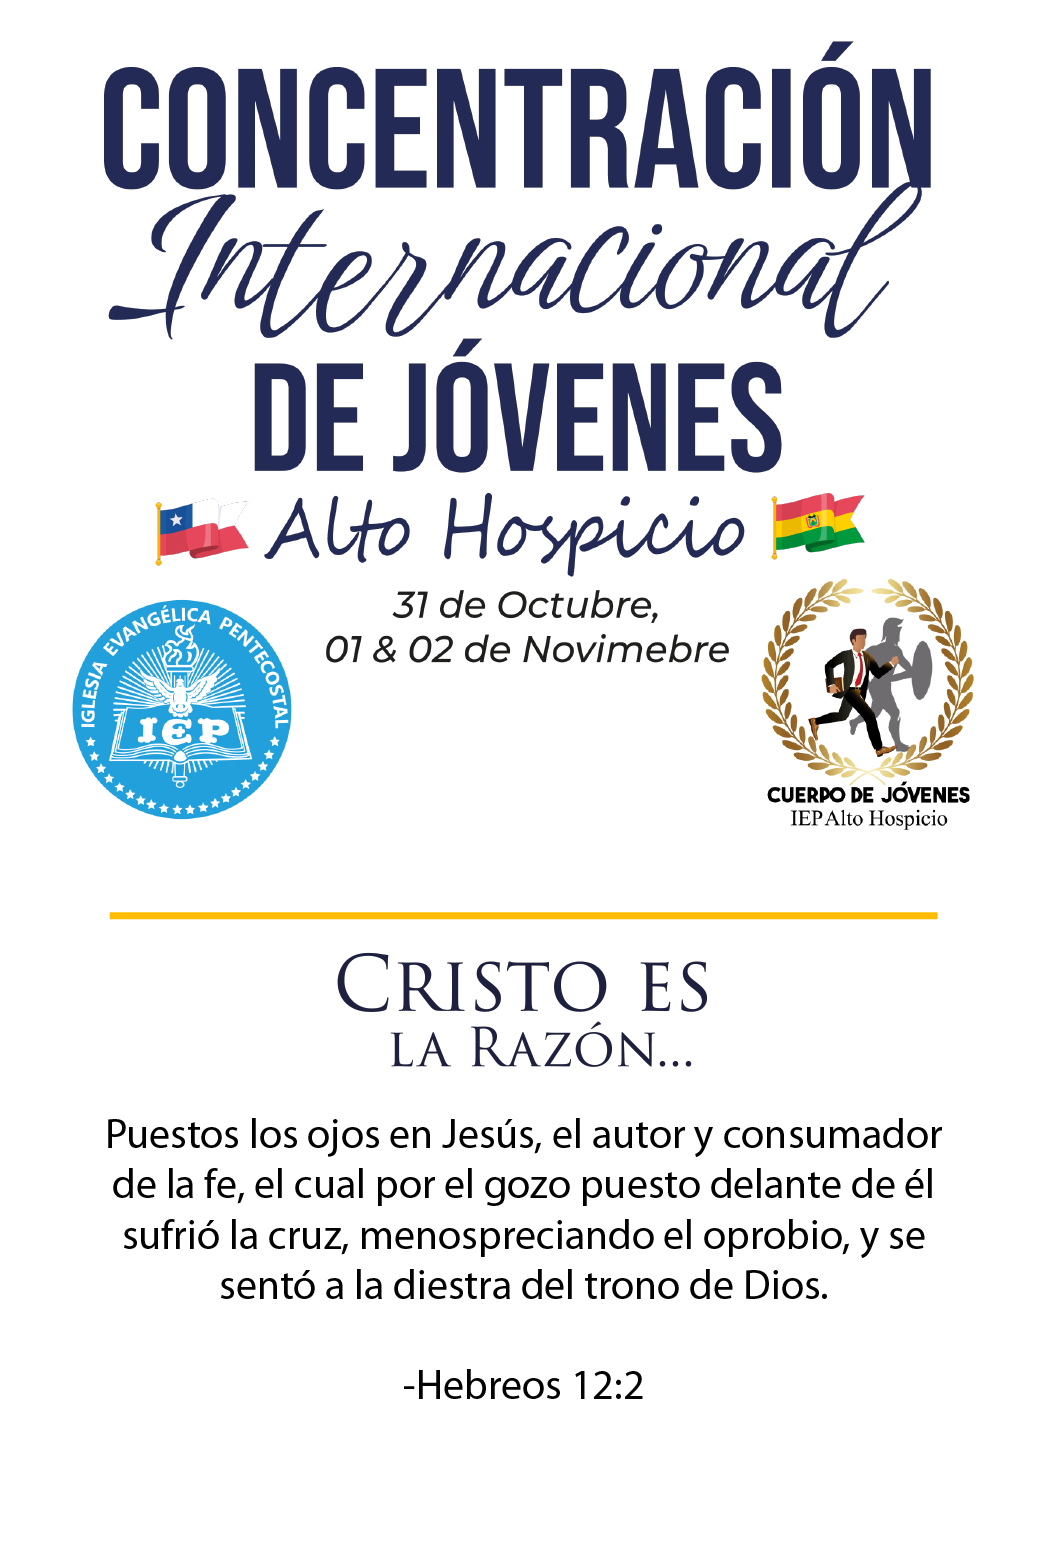 CONCENTRACIÓN
Internacional
DE JÓVENES
Alto Hospicio
31 de Octubre,
01 & 02 de Novimebre
IGLESIA EVANGÉLICA PENTECOSTAL
IEP
CUERPO DE JÓVENES
IEP Alto Hospicio
CRISTO ES
LA RAZÓN...
Puestos los ojos en Jesús, el autor y consumador
de la fe, el cual por el gozo puesto delante de él
sufrió la cruz, menospreciando el oprobio, y se
sentó a la diestra del trono de Dios.
-Hebreos 12:2